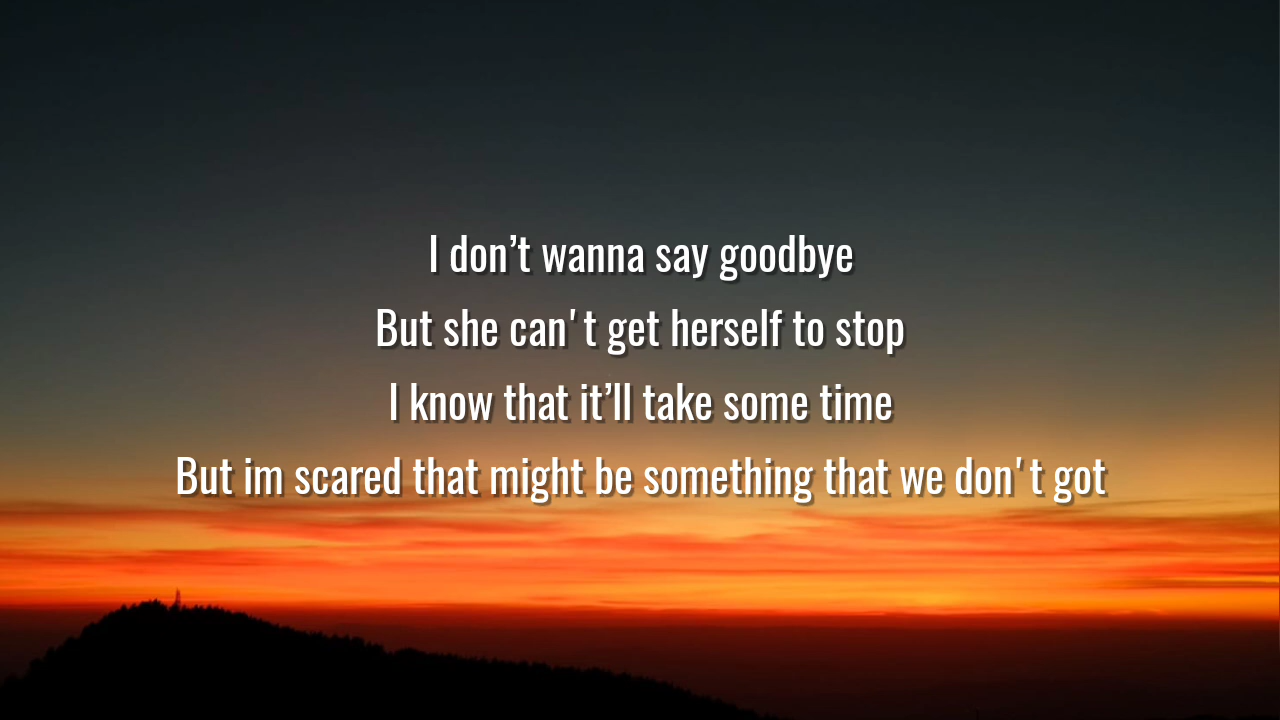 I don’t wanna say goodbye
But she can't get herself to stop
I know that it’ll take some time
But im scared that might be something that we don't got